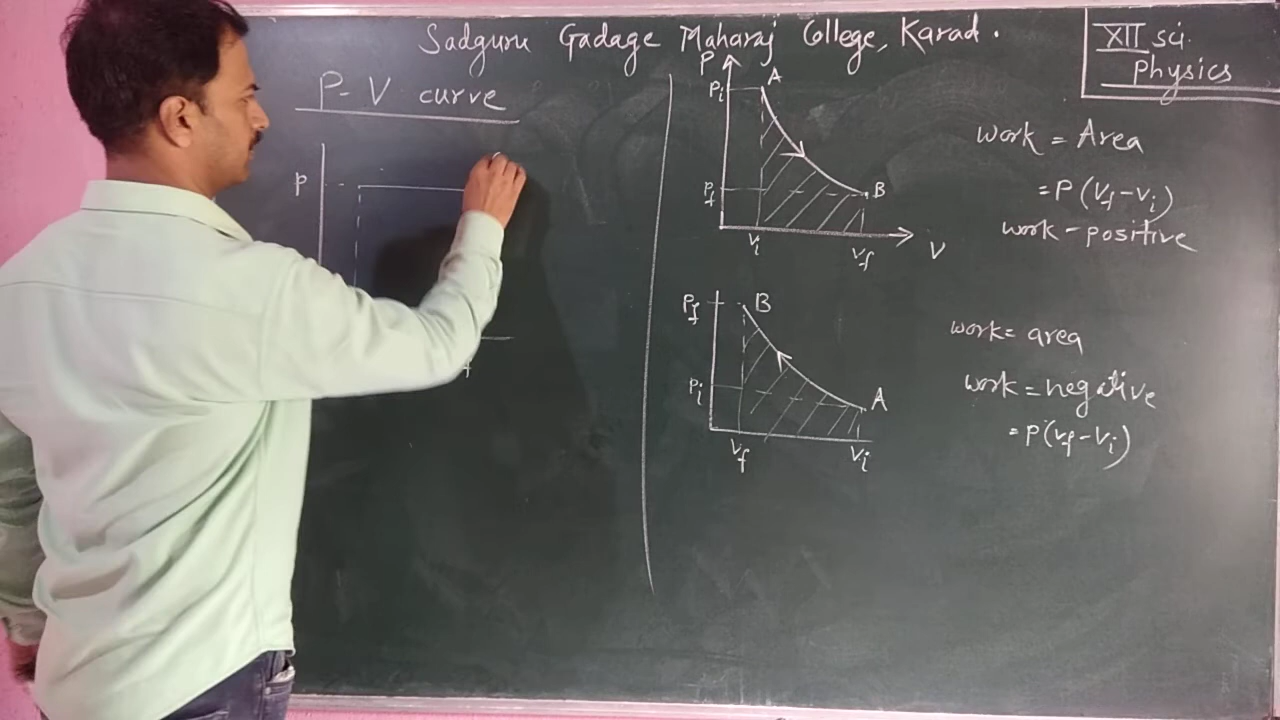 Sadguru Gadage Maharaj College, Karad.
XII sci.
Physics
P-V curve
P
f
P
A
Pi
Pf
B
Vi
Vf
V
work = Area
= P(Vf-Vi)
work - positive
Pf
B
Pi
A
Vf
Vi
work = area
work = negative
= P(Vf-Vi)